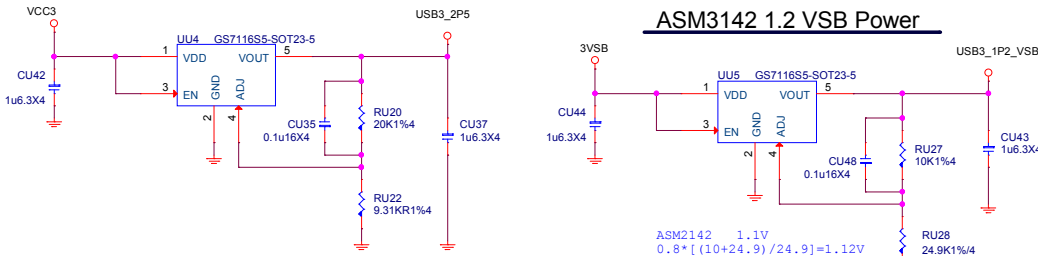 VCC3
USB3_2P5
UU4 GS7116S5-SOT23-5
1
VDD
VOUT
5
3
EN
GND
ADJ
2
4
CU42
1u6.3X4
CU35
0.1u16X4
RU20
20K1%4
CU37
1u6.3X4
RU22
9.31KR1%4
ASM3142 1.2 VSB Power
3VSB
USB3_1P2_VSB
UU5 GS7116S5-SOT23-5
1
VDD
VOUT
5
3
EN
GND
ADJ
2
4
CU44
1u6.3X4
CU48
0.1u16X4
RU27
10K1%4
CU43
1u6.3X4
ASM2142 1.1V
0.8*[(10+24.9)/24.9]=1.12V
RU28
24.9K1%/4